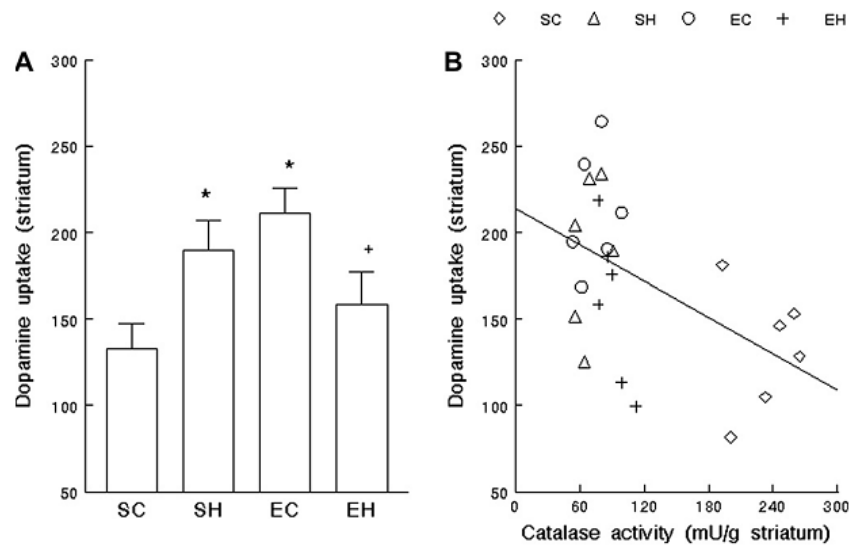 SC SH EC EH
A
B
300
250
200
150
100
50
Dopamine uptake (striatum)
*
*
+
SC SH EC EH
300
250
200
150
100
50
Dopamine uptake (striatum)
0 60 120 180 240 300
Catalase activity (mU/g striatum)